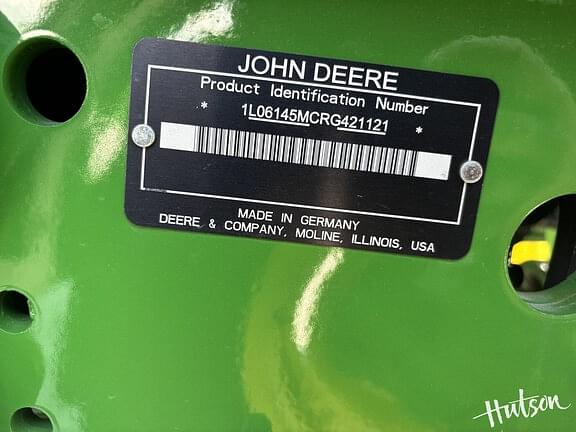 JOHN DEERE
Product Identification Number
* 1L06145MCRG421121 *
MADE IN GERMANY
DEERE & COMPANY, MOLINE, ILLINOIS, USA
Hutson